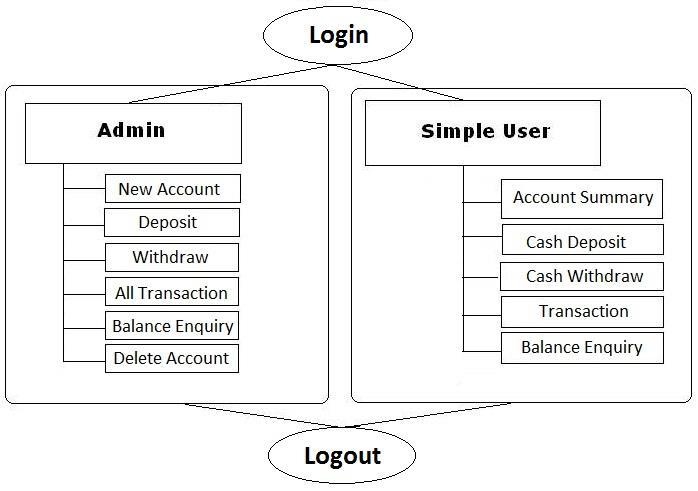 Login
Admin
New Account
Deposit
Withdraw
All Transaction
Balance Enquiry
Delete Account
Simple User
Account Summary
Cash Deposit
Cash Withdraw
Transaction
Balance Enquiry
Logout